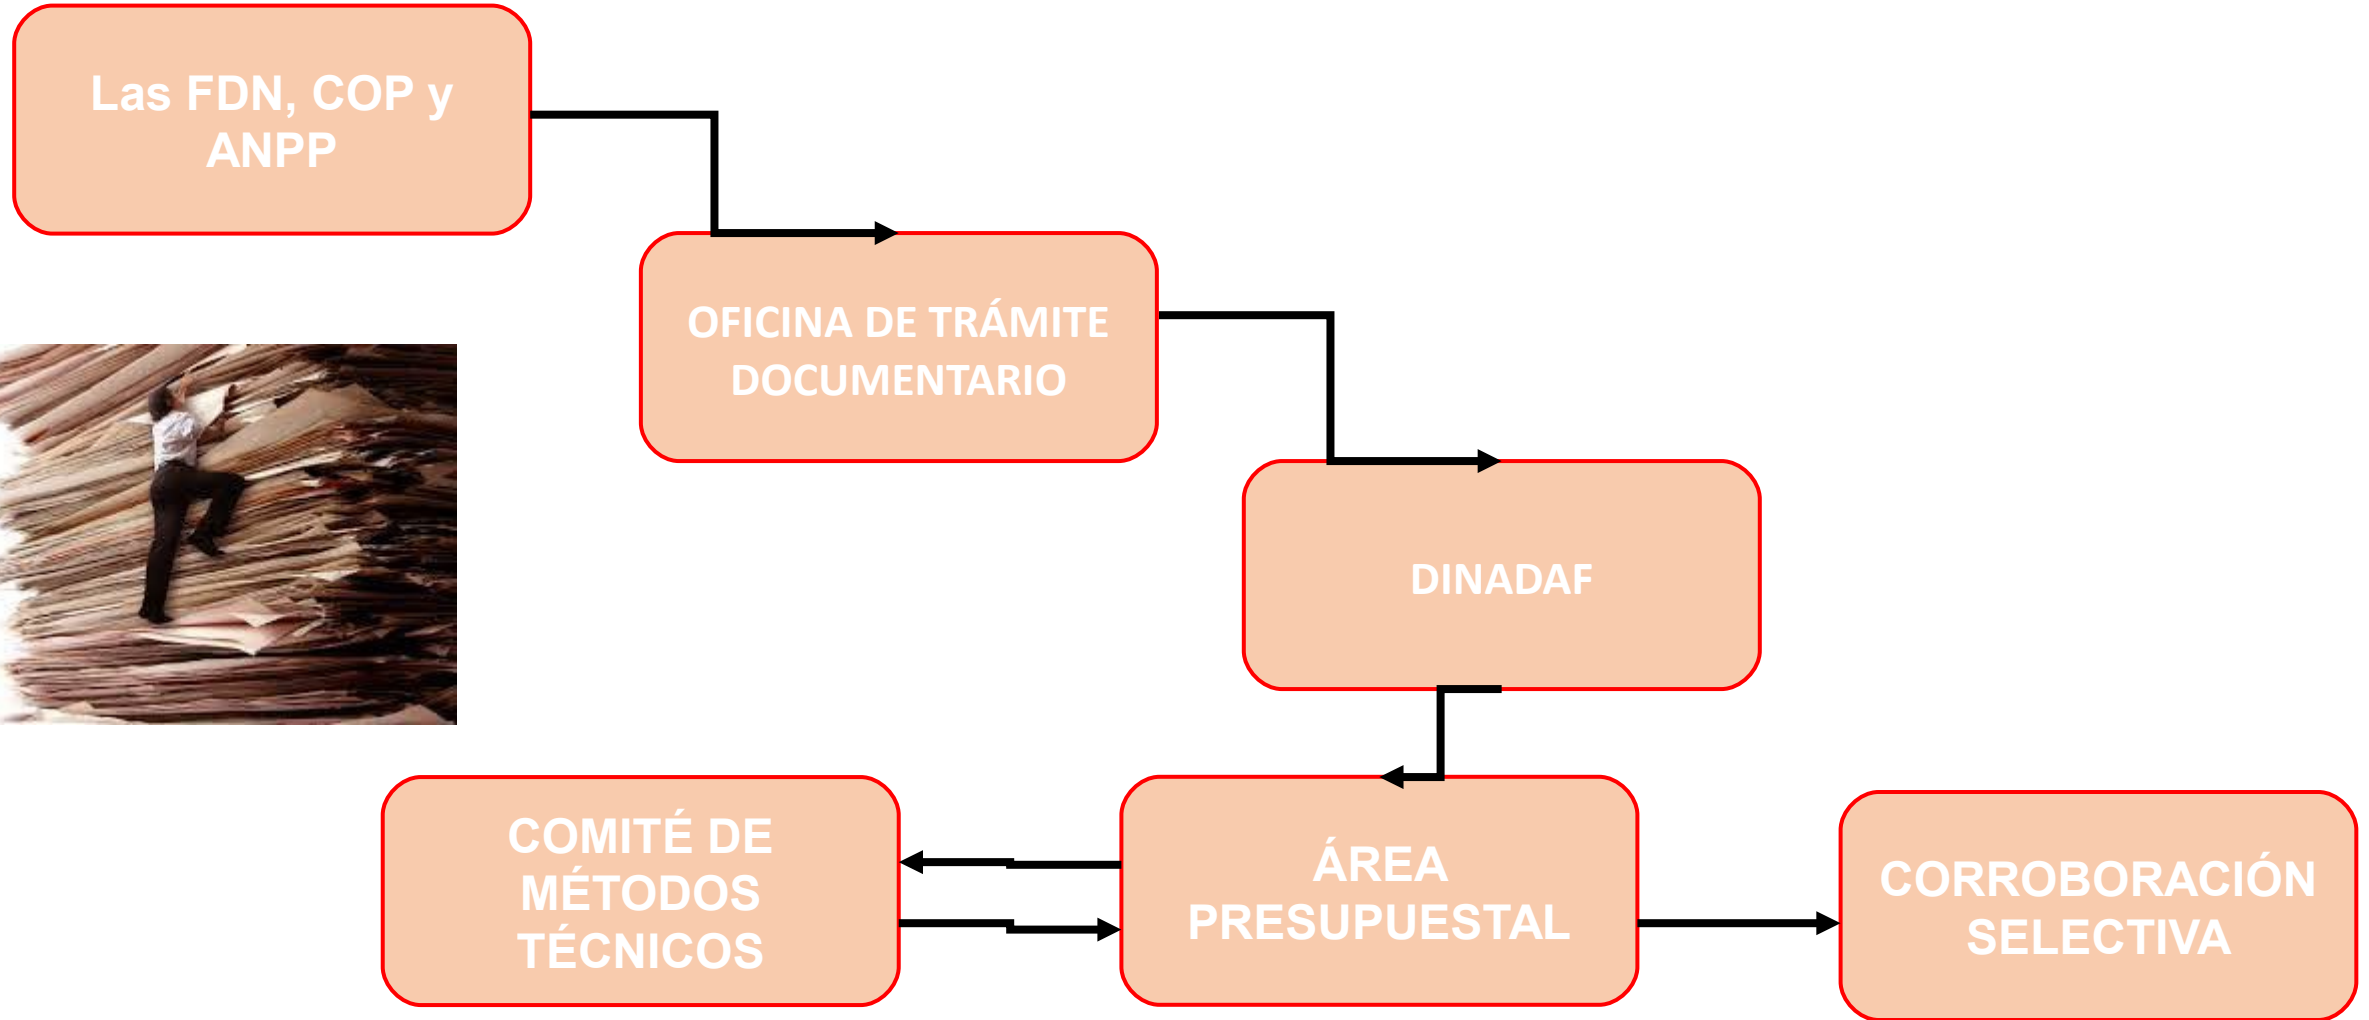 Las FDN, COP y
ANPP
OFICINA DE TRÁMITE
DOCUMENTARIO
DINADAF
COMITÉ DE
MÉTODOS
TÉCNICOS
ÁREA
PRESUPUESTAL
CORROBORACIÓN
SELECTIVA